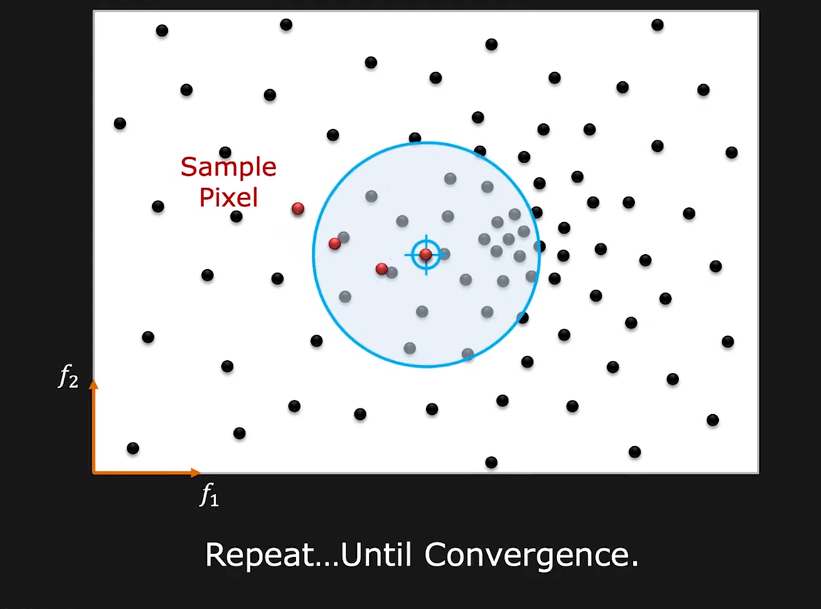 Sample
Pixel
f₂
f₁
Repeat...Until Convergence.